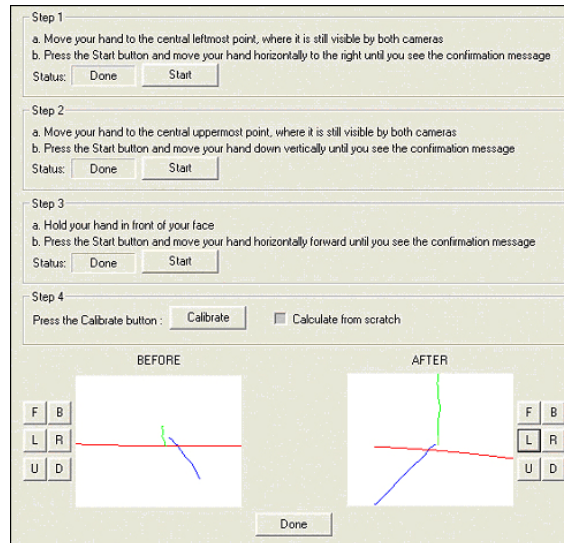 Step 1
a. Move your hand to the central leftmost point, where it is still visible by both cameras
b. Press the Start button and move your hand horizontally to the right until you see the confirmation message
Status: Done Start
Step 2
a. Move your hand to the central uppermost point, where it is still visible by both cameras
b. Press the Start button and move your hand down vertically until you see the confirmation message
Status: Done Start
Step 3
a. Hold your hand in front of your face
b. Press the Start button and move your hand horizontally forward until you see the confirmation message
Status: Done Start
Step 4
Press the Calibrate button : Calibrate Calculate from scratch
BEFORE AFTER
F B F B
L R L R
U D U D
Done